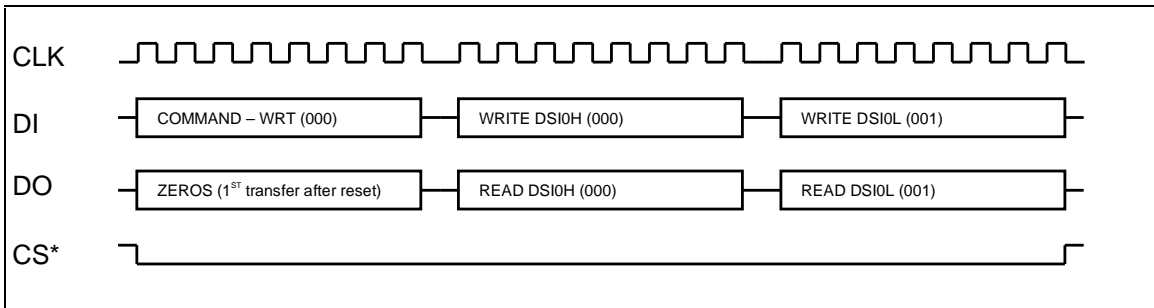 CLK
DI COMMAND – WRT (000) WRITE DSI0H (000) WRITE DSI0L (001)
DO ZEROS (1ST transfer after reset) READ DSI0H (000) READ DSI0L (001)
CS*